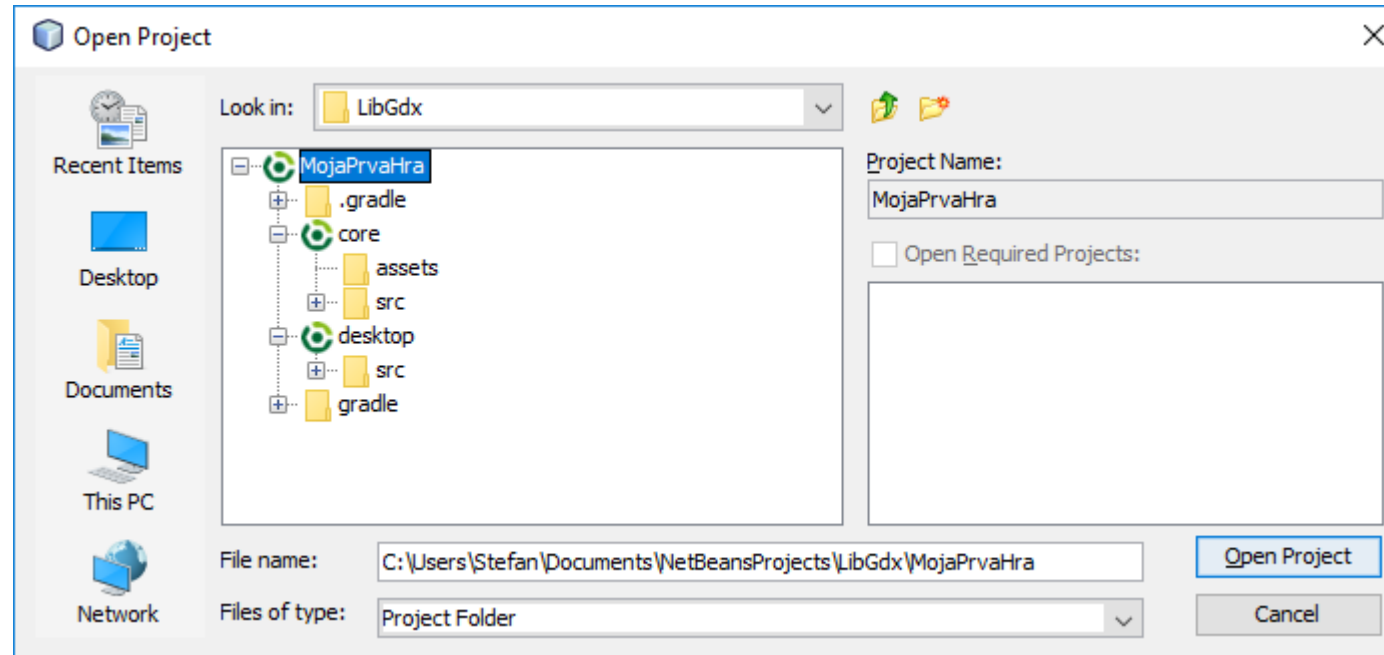 Open Project
Look in: LibGdx
Recent Items
Desktop
Documents
This PC
Network
MojaPrvaHra
.gradle
core
assets
src
desktop
src
gradle
Project Name:
MojaPrvaHra
Open Required Projects:
File name: C:\Users\Stefan\Documents\NetBeansProjects\LibGdx\MojaPrvaHra
Open Project
Files of type: Project Folder
Cancel